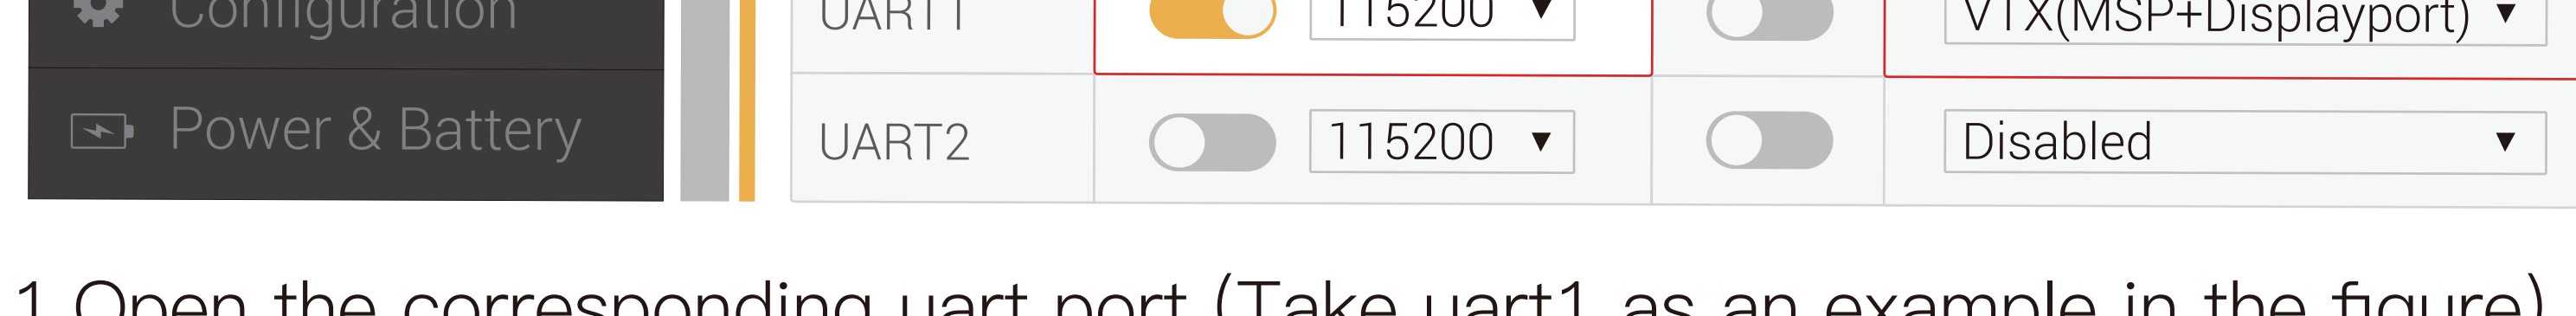 Configuration UART1 115200 ▼ VTX(MSP+Displayport) ▼
Power & Battery UART2 115200 ▼ Disabled ▼
1 Open the corresponding uart port (Take uart1 as an example in the figure)